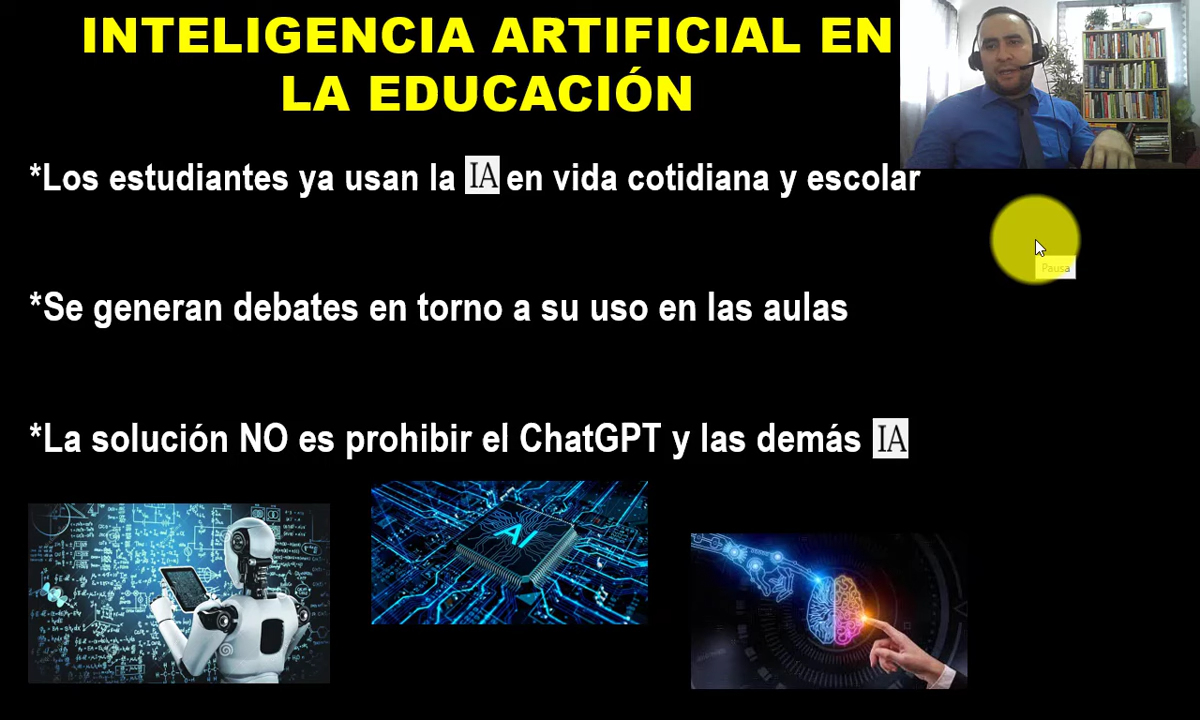 INTELIGENCIA ARTIFICIAL EN
LA EDUCACIÓN
*Los estudiantes ya usan la IA en vida cotidiana y escolar
Pausa
*Se generan debates en torno a su uso en las aulas
*La solución NO es prohibir el ChatGPT y las demás IA
AI